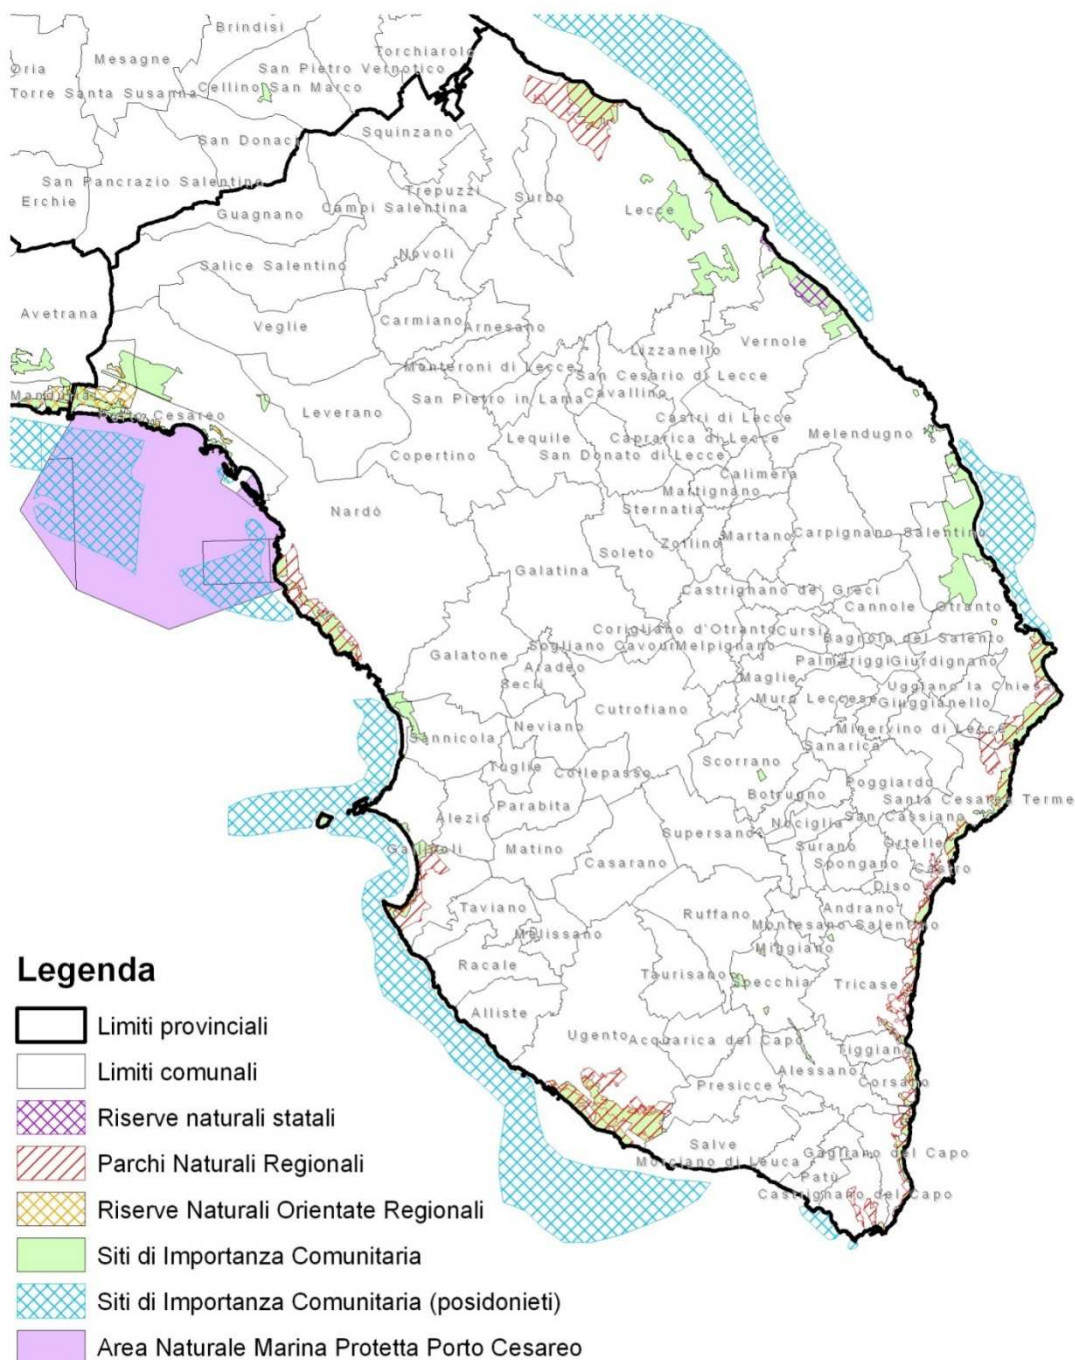 Brindisi
Torchiarolo
Mesagne
Oria
San Pietro Vernotico
Torre Santa Susanna
Cellino San Marco
Squinzano
San Donaci
San Pancrazio Salentino
Trepuzzi
Erchie
Surbo
Campi Salentina
Lecce
Guagnano
Novoli
Salice Salentino
Avetrana
Carmiano
Veglie
Arnesano
Vernole
Lizzanello
Monteroni di Lecce
San Cesario di Lecce
Manduria
Cavallino
San Pietro in Lama
Porto Cesareo
Leverano
Castri di Lecce
Melendugno
Lequile
Caprarica di Lecce
Copertino
San Donato di Lecce
Calimera
Martignano
Nardò
Sternatia
Carpignano Salentino
Martano
Zollino
Soleto
Galatina
Castrignano de' Greci
Cannole
Otranto
Corigliano d'Otranto
Cursi
Bagnolo del Salento
Sogliano Cavour
Melpignano
Galatone
Palmariggi
Giurdignano
Aradeo
Maglie
Seclì
Uggiano la Chiesa
Muro Leccese
Giuggianello
Cutrofiano
Neviano
Minervino di Lecce
Sannicola
Sanarica
Scorrano
Tuglie
Collepasso
Poggiardo
Botrugno
Santa Cesarea Terme
Parabita
Alezio
San Cassiano
Nociglia
Supersano
Surano
Ortelle
Gallipoli
Matino
Casarano
Spongano
Castro
Diso
Taviano
Andrano
Ruffano
Montesano Salentino
Melissano
Miggiano
Racale
Taurisano
Specchia
Tricase
Alliste
Ugento
Acquarica del Capo
Tiggiano
Alessano
Corsano
Presicce
Salve
Gagliano del Capo
Morciano di Leuca
Patù
Castrignano del Capo
Legenda
Limiti provinciali
Limiti comunali
Riserve naturali statali
Parchi Naturali Regionali
Riserve Naturali Orientate Regionali
Siti di Importanza Comunitaria
Siti di Importanza Comunitaria (posidonieti)
Area Naturale Marina Protetta Porto Cesareo